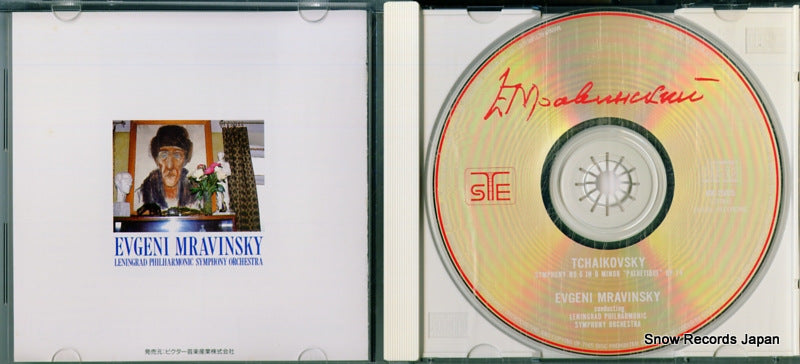 EVGENI MRAVINSKY
LENINGRAD PHILHARMONIC SYMPHONY ORCHESTRA
発売元:ビクター音楽産業株式会社
Е Мравинский
STE
TCHAIKOVSKY
SYMPHONY NO 6 IN B MINOR "PATHETIQUE" OP 74
EVGENI MRAVINSKY
conducting
LENINGRAD PHILHARMONIC
SYMPHONY ORCHESTRA
Snow Records Japan